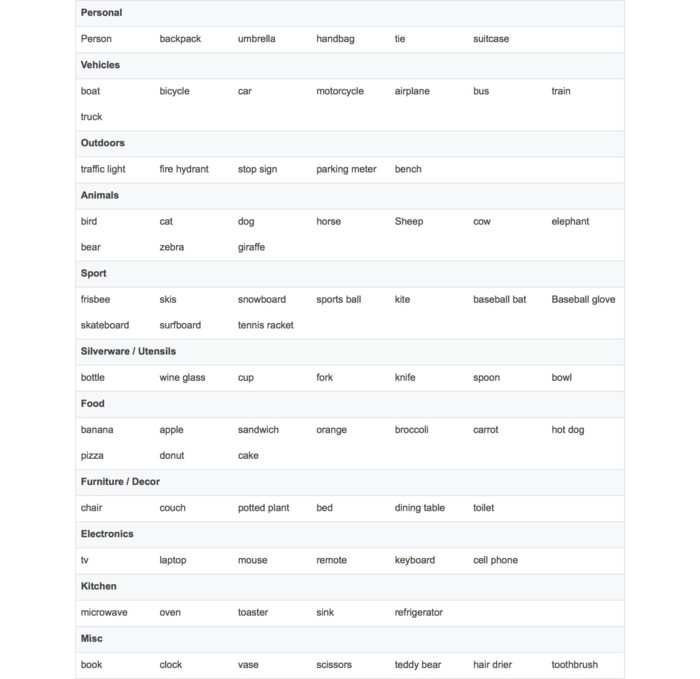 Personal
Person backpack umbrella handbag tie suitcase
Vehicles
boat bicycle car motorcycle airplane bus train
truck
Outdoors
traffic light fire hydrant stop sign parking meter bench
Animals
bird cat dog horse Sheep cow elephant
bear zebra giraffe
Sport
frisbee skis snowboard sports ball kite baseball bat Baseball glove
skateboard surfboard tennis racket
Silverware / Utensils
bottle wine glass cup fork knife spoon bowl
Food
banana apple sandwich orange broccoli carrot hot dog
pizza donut cake
Furniture / Decor
chair couch potted plant bed dining table toilet
Electronics
tv laptop mouse remote keyboard cell phone
Kitchen
microwave oven toaster sink refrigerator
Misc
book clock vase scissors teddy bear hair drier toothbrush